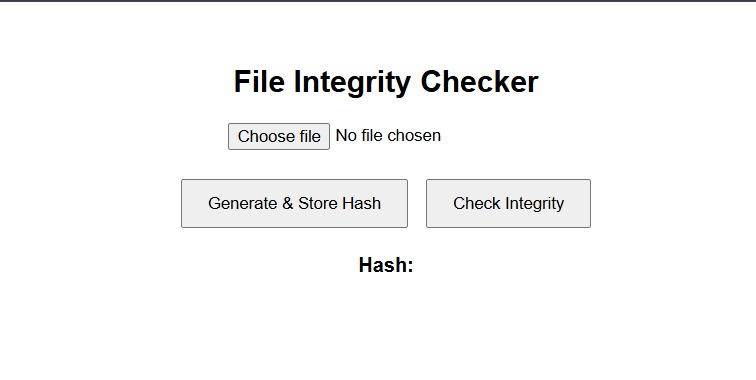 File Integrity Checker
Choose file No file chosen
Generate & Store Hash Check Integrity
Hash: